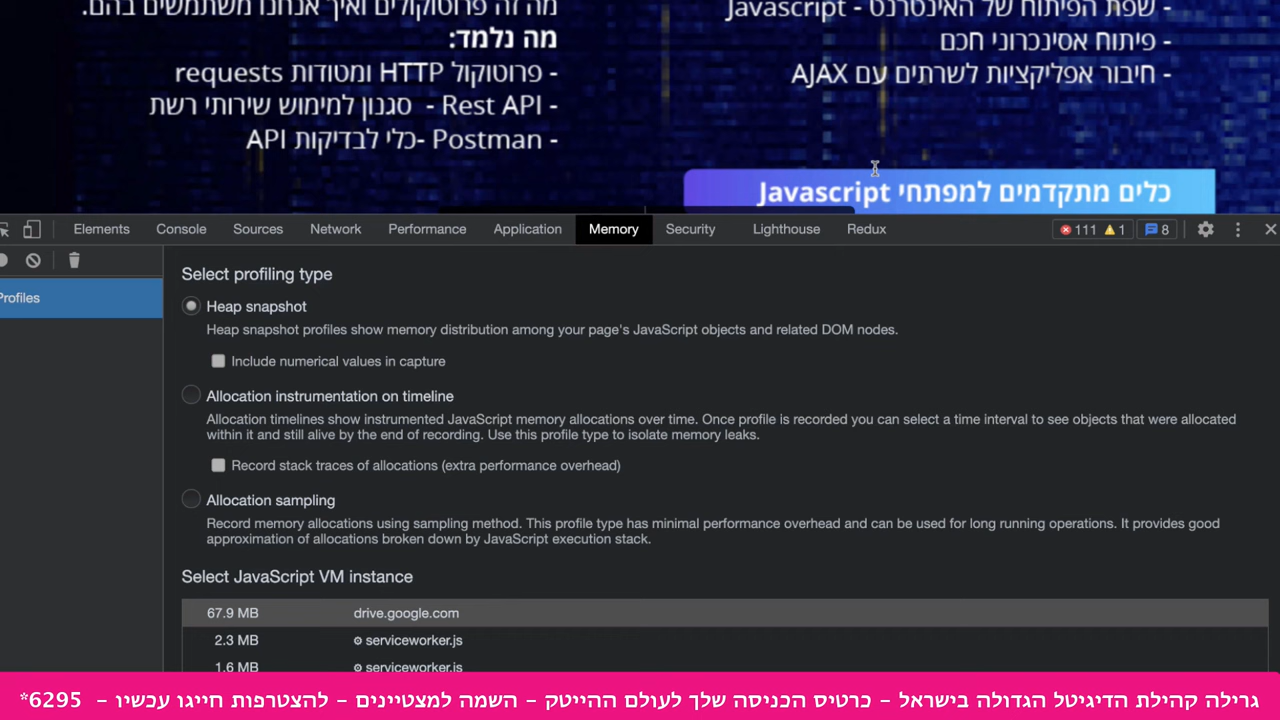 - Javascript - שפת הפיתוח של האינטרנט
- פיתוח אסינכרוני חכם
- חיבור אפליקציות לשרתים עם AJAX
כלים מתקדמים למפתחי Javascript
מה זה פרוטוקולים ואיך אנחנו משתמשים בהם.
מה נלמד:
- פרוטוקול HTTP ומטודות requests
- Rest API - סגנון למימוש שירותי רשת
- Postman -כלי לבדיקות API
Elements Console Sources Network Performance Application Memory Security Lighthouse Redux 111 1 8
Profiles
Select profiling type
Heap snapshot
Heap snapshot profiles show memory distribution among your page's JavaScript objects and related DOM nodes.
Include numerical values in capture
Allocation instrumentation on timeline
Allocation timelines show instrumented JavaScript memory allocations over time. Once profile is recorded you can select a time interval to see objects that were allocated
within it and still alive by the end of recording. Use this profile type to isolate memory leaks.
Record stack traces of allocations (extra performance overhead)
Allocation sampling
Record memory allocations using sampling method. This profile type has minimal performance overhead and can be used for long running operations. It provides good
approximation of allocations broken down by JavaScript execution stack.
Select JavaScript VM instance
67.9 MB drive.google.com
2.3 MB serviceworker.js
1.6 MB serviceworker.js
גרילה קהילת הדיגיטל הגדולה בישראל - כרטיס הכניסה שלך לעולם ההייטק - השמה למצטיינים - להצטרפות חייגו עכשיו - 6295*